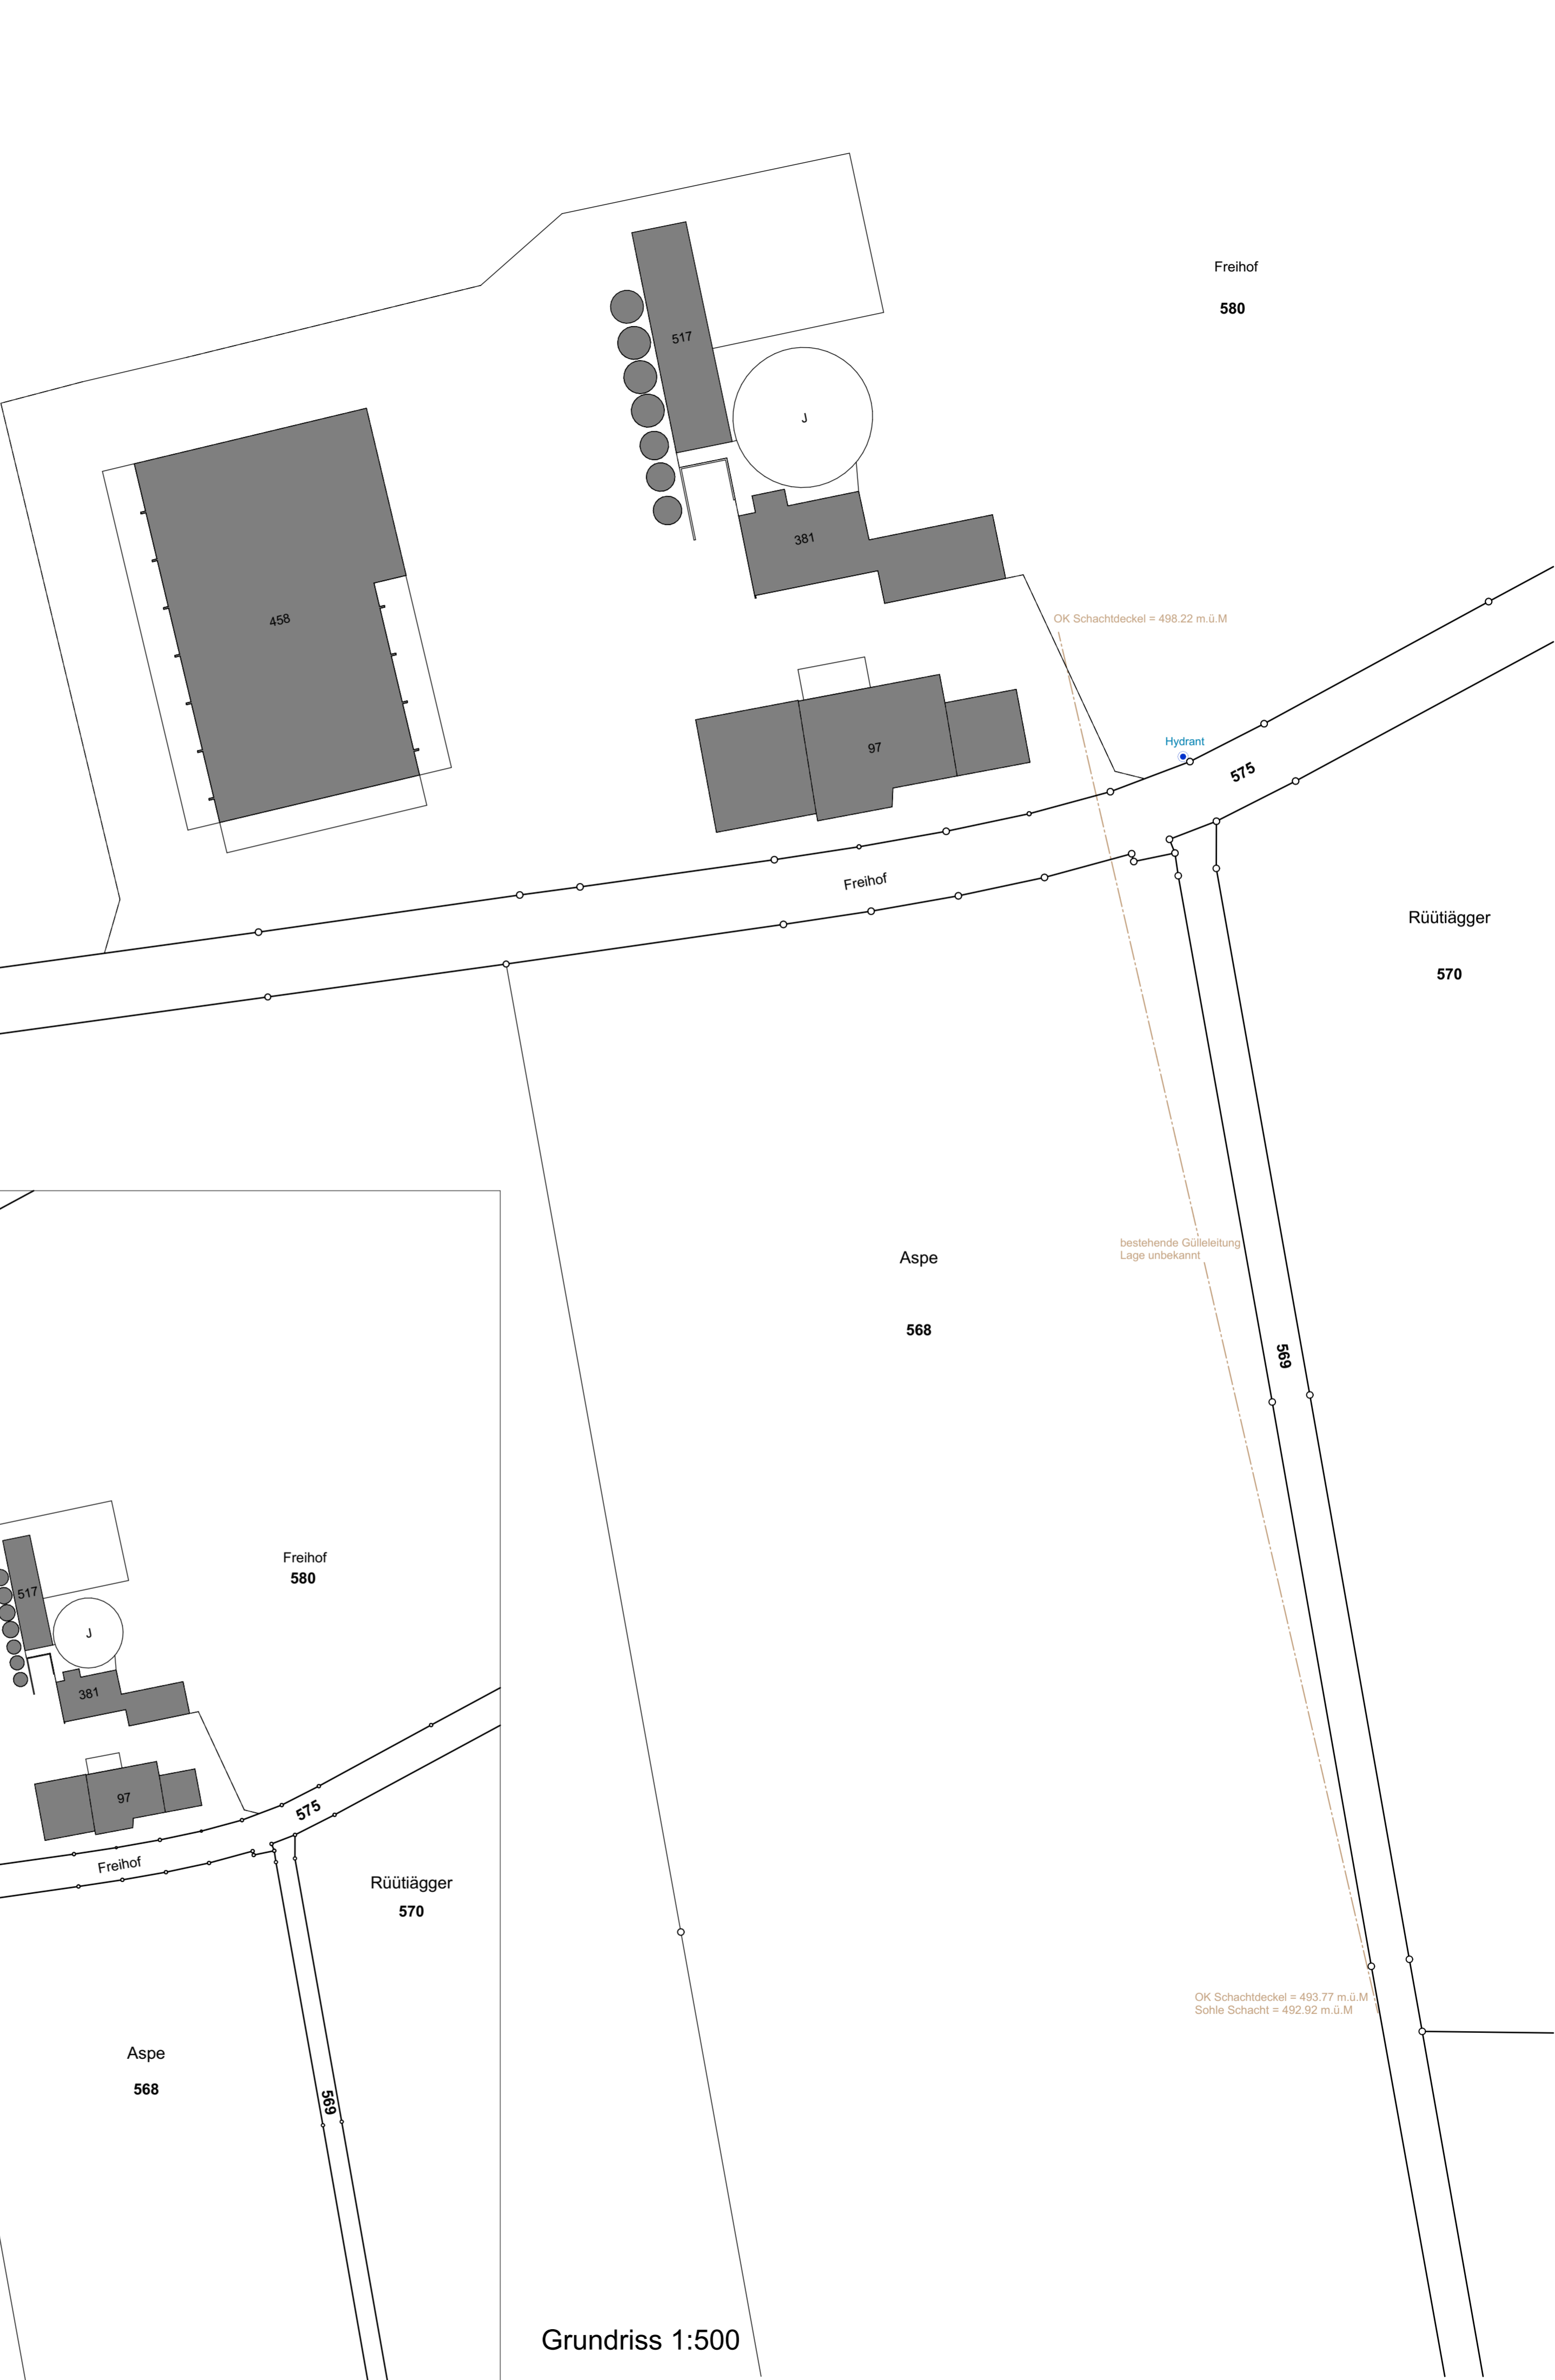 Freihof
580
517
J
381
458
OK Schachtdeckel = 498.22 m.ü.M
Hydrant
97
575
Freihof
Rüütiägger
570
bestehende Gülleleitung
Lage unbekannt
Aspe
568
569
OK Schachtdeckel = 493.77 m.ü.M
Sohle Schacht = 492.92 m.ü.M
Freihof
580
517
J
381
97
575
Freihof
Rüütiägger
570
Aspe
568
569
Grundriss 1:500